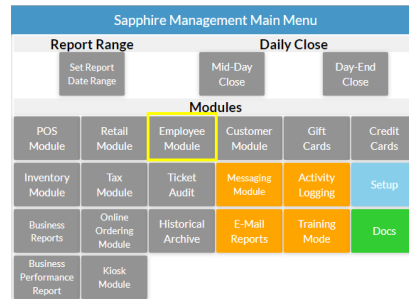 Sapphire Management Main Menu
Report Range
Daily Close
Set Report
Date Range
Mid-Day
Close
Day-End
Close
Modules
POS
Module
Retail
Module
Employee
Module
Customer
Module
Gift
Cards
Credit
Cards
Inventory
Module
Tax
Module
Ticket
Audit
Messaging
Module
Activity
Logging
Setup
Business
Reports
Online
Ordering
Module
Historical
Archive
E-Mail
Reports
Training
Mode
Docs
Business
Performance
Report
Kiosk
Module